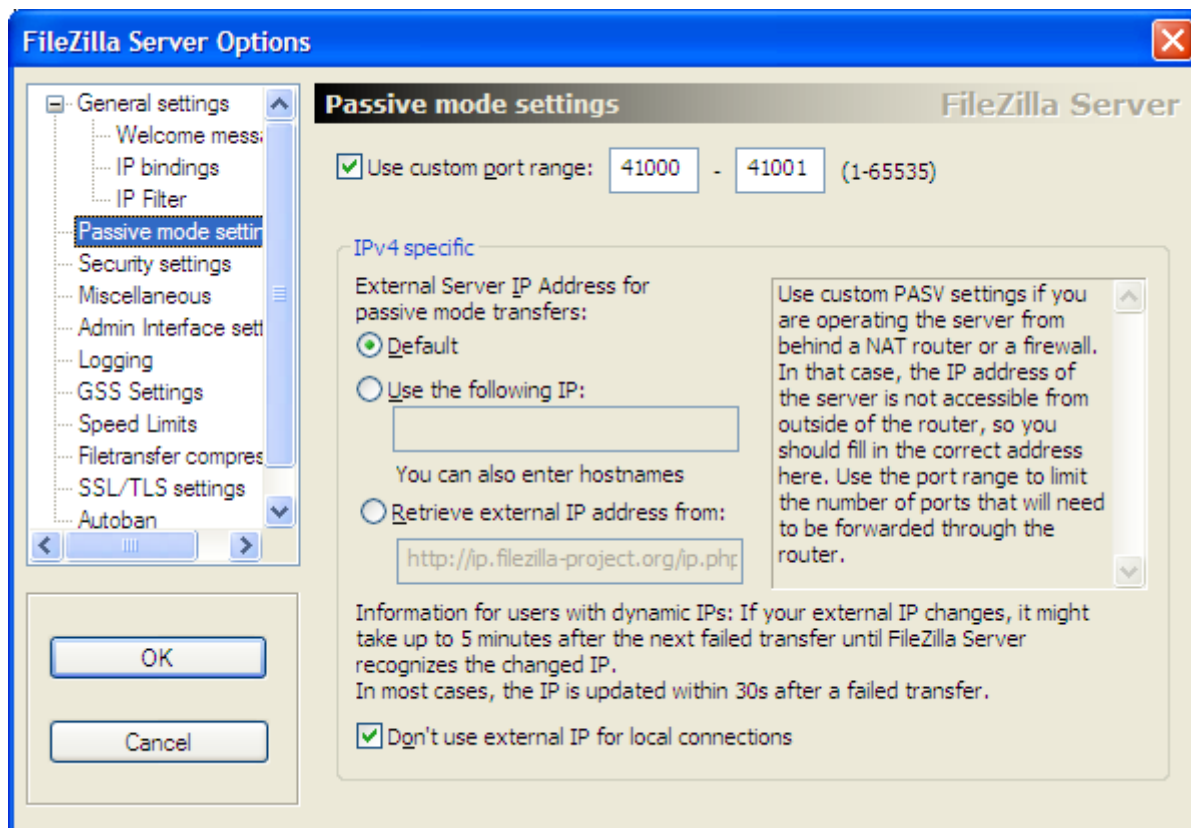 FileZilla Server Options
General settings
Welcome messa
IP bindings
IP Filter
Passive mode settin
Security settings
Miscellaneous
Admin Interface sett
Logging
GSS Settings
Speed Limits
Filetransfer compres
SSL/TLS settings
Autoban
OK
Cancel
Passive mode settings FileZilla Server
Use custom port range: 41000 - 41001 (1-65535)
IPv4 specific
External Server IP Address for
passive mode transfers:
Default
Use the following IP:
You can also enter hostnames
Retrieve external IP address from:
http://ip.filezilla-project.org/ip.php
Use custom PASV settings if you
are operating the server from
behind a NAT router or a firewall.
In that case, the IP address of
the server is not accessible from
outside of the router, so you
should fill in the correct address
here. Use the port range to limit
the number of ports that will need
to be forwarded through the
router.
Information for users with dynamic IPs: If your external IP changes, it might
take up to 5 minutes after the next failed transfer until FileZilla Server
recognizes the changed IP.
In most cases, the IP is updated within 30s after a failed transfer.
Don't use external IP for local connections